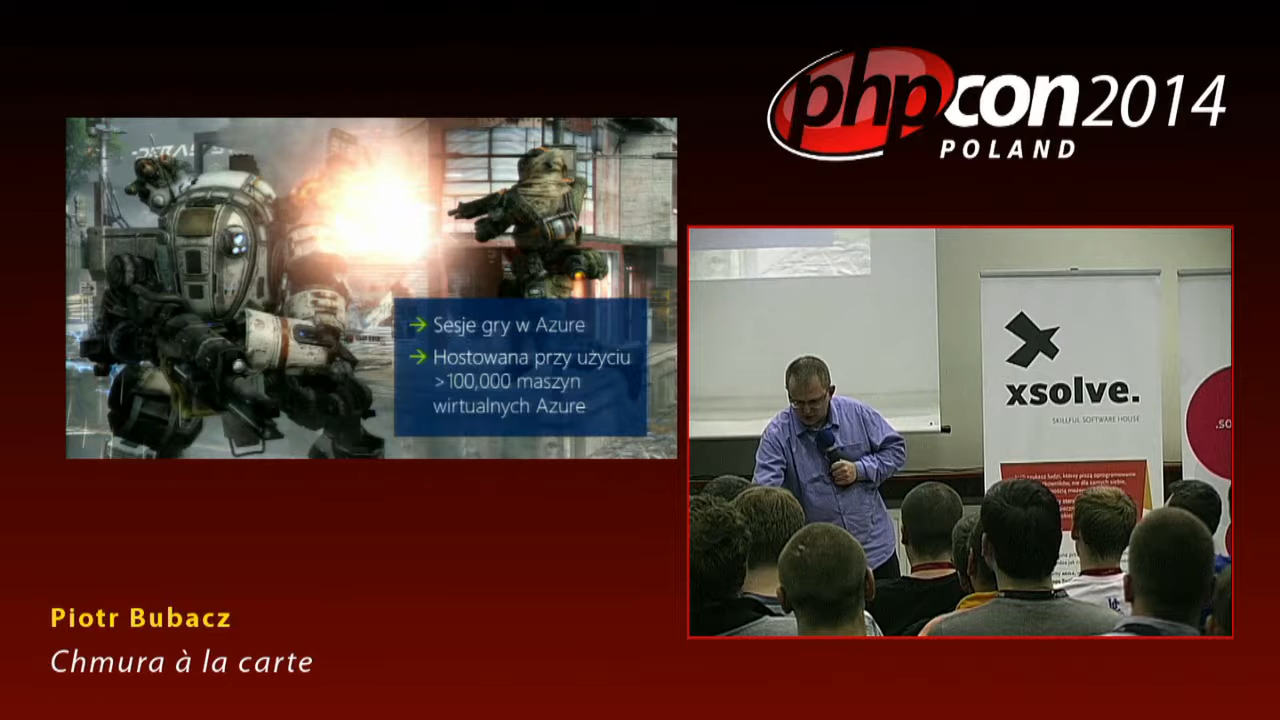 phpcon2014
POLAND
→ Sesje gry w Azure
→ Hostowana przy użyciu
>100,000 maszyn
wirtualnych Azure
xsolve.
SKILLFUL SOFTWARE HOUSE
.so
Piotr Bubacz
Chmura à la carte